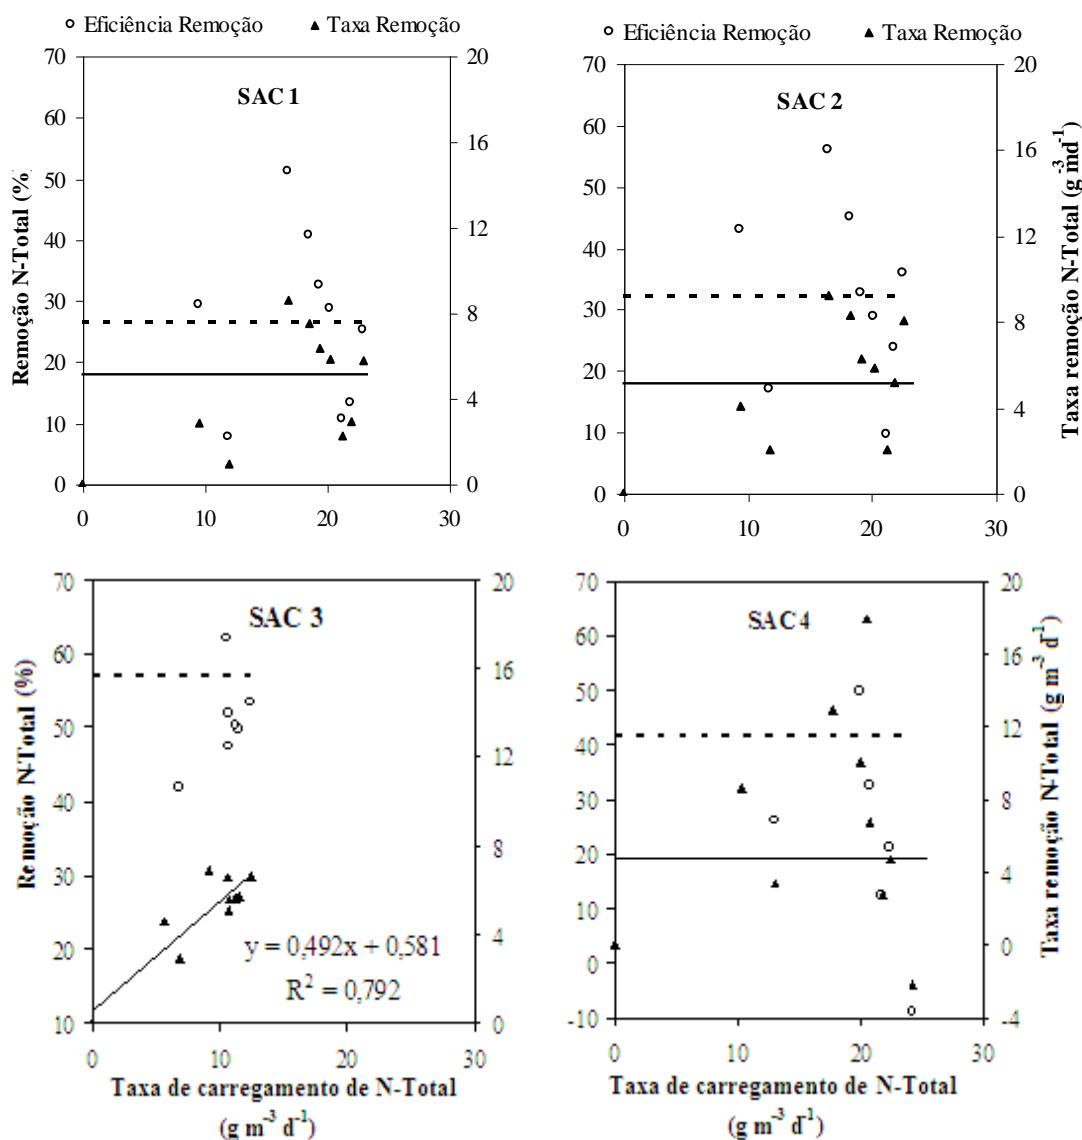 Eficiência Remoção Taxa Remoção
Eficiência Remoção Taxa Remoção
SAC 1
Remoção N-Total (%
70
60
50
40
30
20
10
0
20
16
12
8
4
0
0 10 20 30
SAC 2
70
60
50
40
30
20
10
0
20
16
12
8
4
0
0 10 20 30
Taxa remoção N-Total (g -3 md-1)
SAC 3
Remoção N-Total (%)
70
60
50
40
30
20
10
20
16
12
8
4
0
y = 0,492x + 0,581
R2 = 0,792
0 10 20 30
Taxa de carregamento de N-Total
(g m-3 d-1)
SAC4
70
60
50
40
30
20
10
0
-10
20
16
12
8
4
0
-4
0 10 20 30
Taxa remoção N-Total (g m-3 d-1)
Taxa de carregamento de N-Total
(g m-3 d-1)